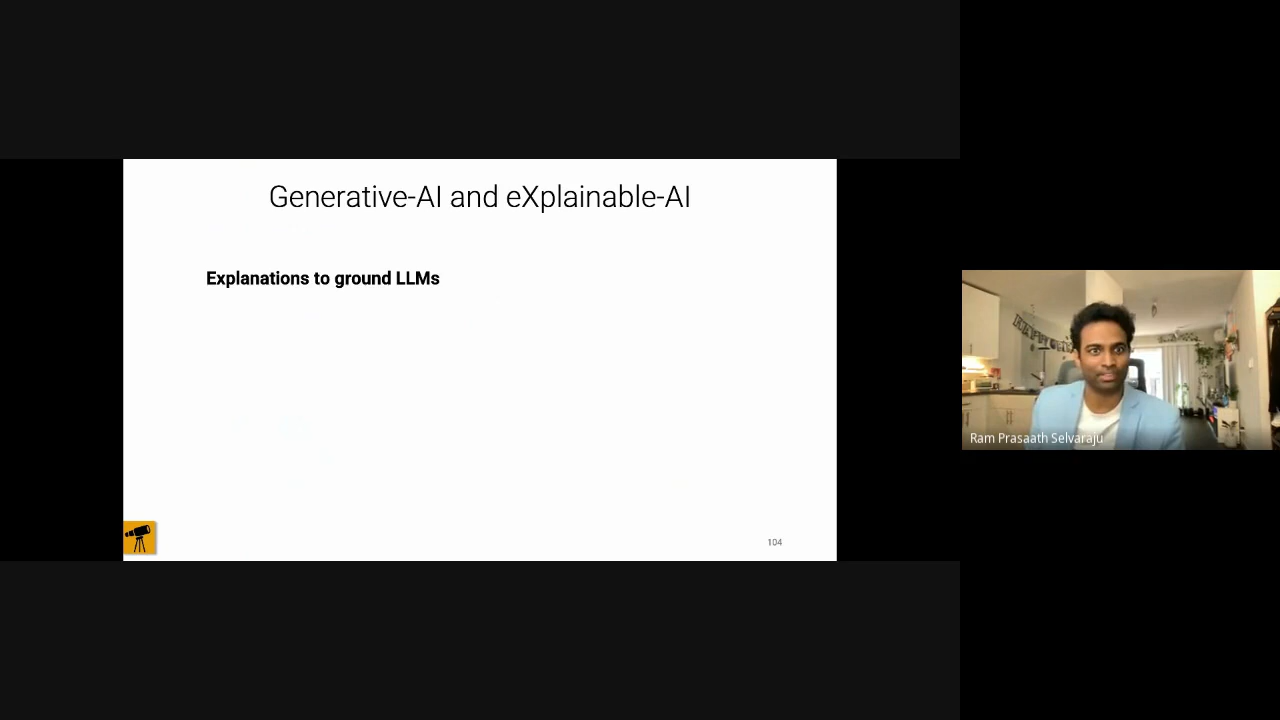 Generative-AI and eXplainable-AI
Explanations to ground LLMs
104
Ram Prasaath Selvaraju